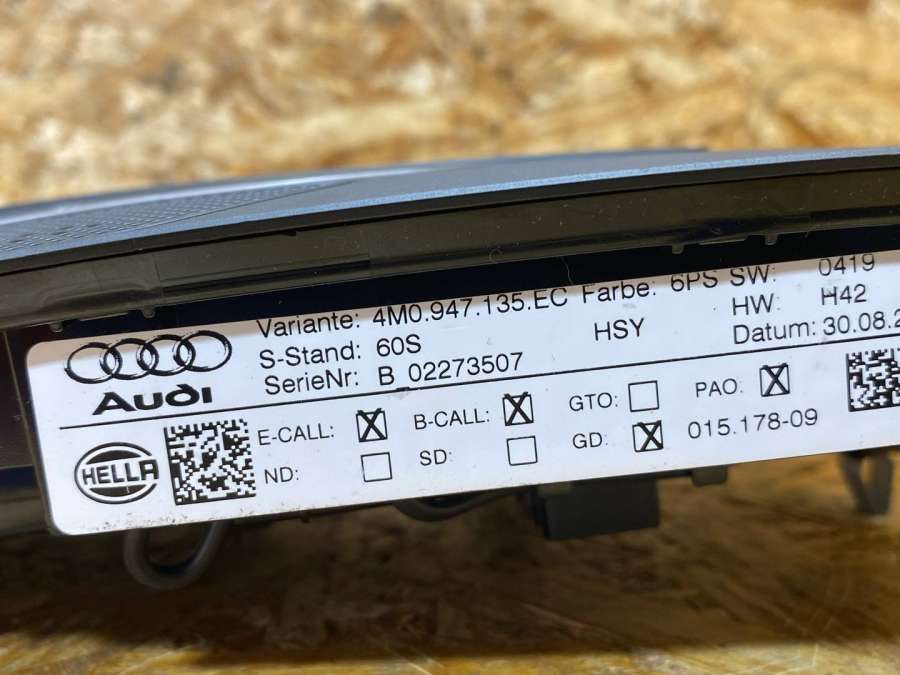 Variante: 4M0.947.135.EC Farbe: 6PS SW: 0419
S-Stand: 60S HSY HW: H42
SerieNr: B_02273507 Datum: 30.08.2
Audi
E-CALL: B-CALL: GTO: PAO:
ND: SD: GD: 015.178-09
HELLA